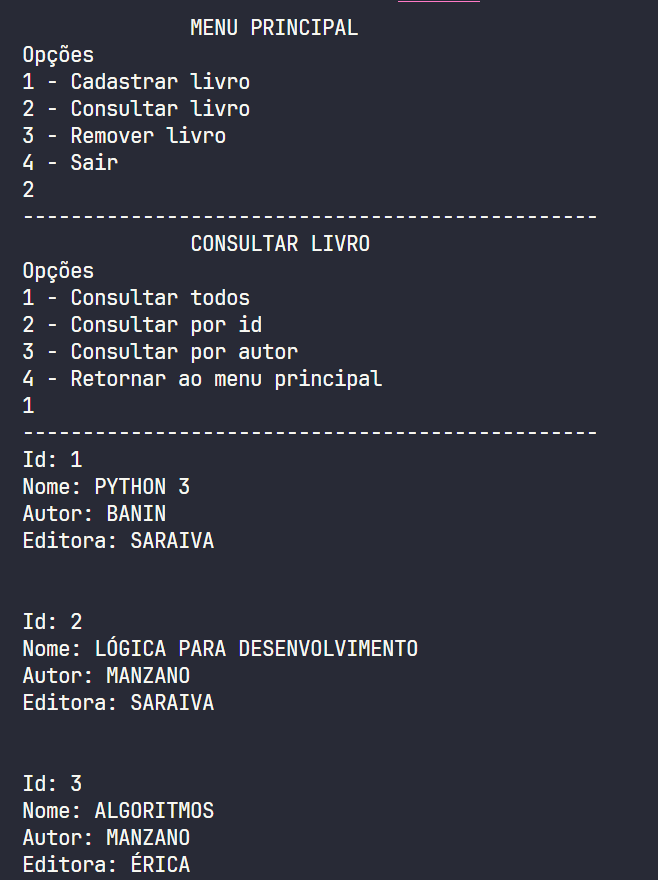 MENU PRINCIPAL
Opções
1 - Cadastrar livro
2 - Consultar livro
3 - Remover livro
4 - Sair
2
------------------------------------------------
CONSULTAR LIVRO
Opções
1 - Consultar todos
2 - Consultar por id
3 - Consultar por autor
4 - Retornar ao menu principal
1
------------------------------------------------
Id: 1
Nome: PYTHON 3
Autor: BANIN
Editora: SARAIVA
Id: 2
Nome: LÓGICA PARA DESENVOLVIMENTO
Autor: MANZANO
Editora: SARAIVA
Id: 3
Nome: ALGORITMOS
Autor: MANZANO
Editora: ÉRICA